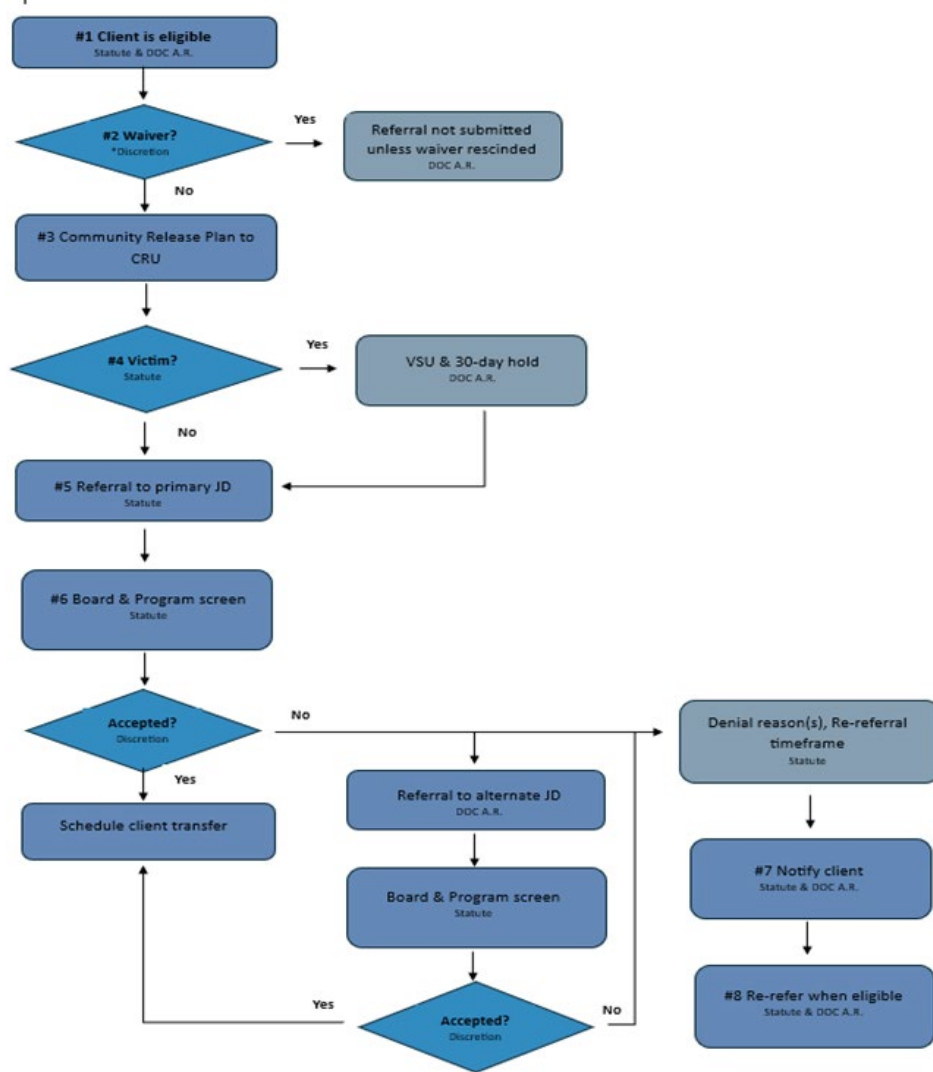 #1 Client is eligible
Statute & DOC A.R.
#2 Waiver?
*Discretion
Yes
Referral not submitted
unless waiver rescinded
DOC A.R.
No
#3 Community Release Plan to
CRU
#4 Victim?
Statute
Yes
VSU & 30-day hold
DOC A.R.
No
#5 Referral to primary JD
Statute
#6 Board & Program screen
Statute
Accepted?
Discretion
No
Yes
Schedule client transfer
Referral to alternate JD
DOC A.R.
Board & Program screen
Statute
Accepted?
Discretion
Yes
No
Denial reason(s), Re-referral
timeframe
Statute
#7 Notify client
Statute & DOC A.R.
#8 Re-refer when eligible
Statute & DOC A.R.